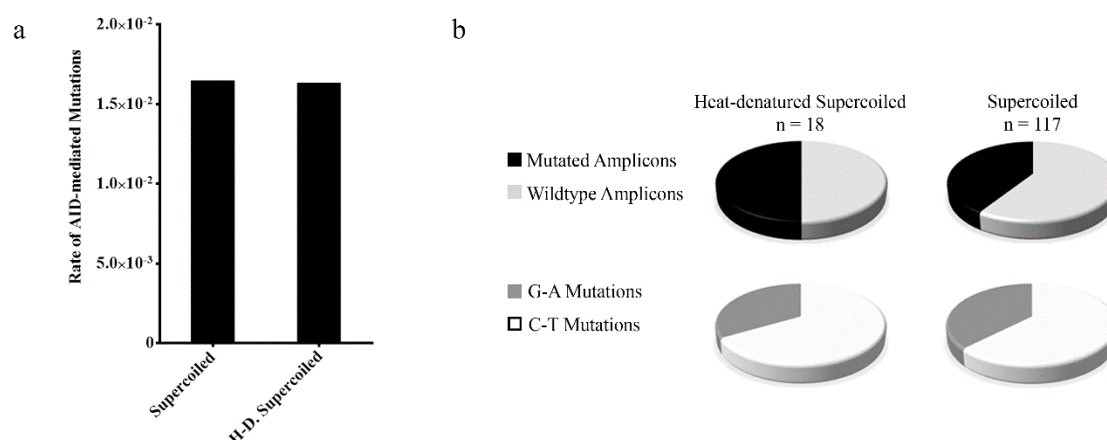 a
Rate of AID-mediated Mutations
2.0×10-2
1.5×10-2
1.0×10-2
5.0×10-3
0
Supercoiled
H-D. Supercoiled
b
Heat-denatured Supercoiled
n = 18
Supercoiled
n = 117
Mutated Amplicons
Wildtype Amplicons
G-A Mutations
C-T Mutations